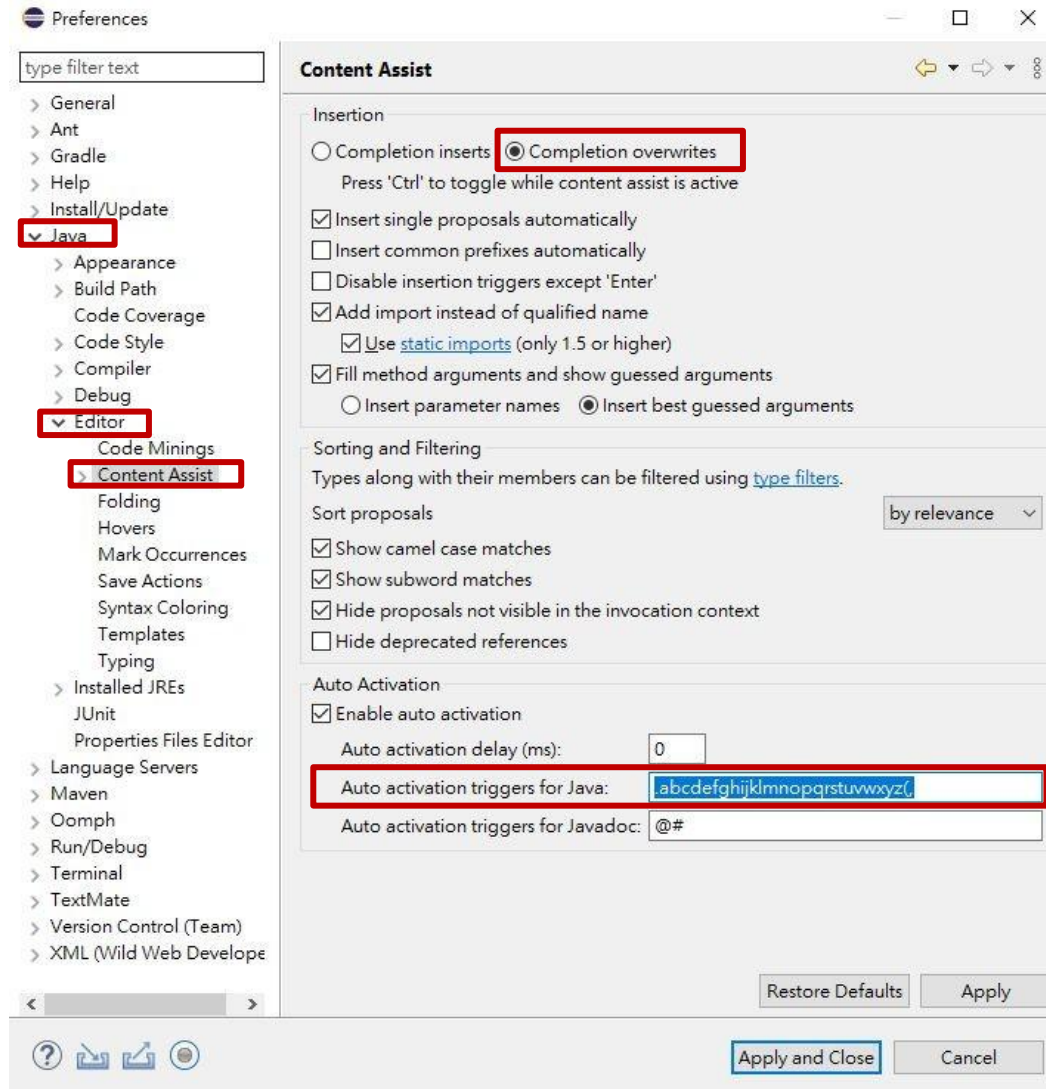 Preferences
type filter text
General
Ant
Gradle
Help
Install/Update
Java
Appearance
Build Path
Code Coverage
Code Style
Compiler
Debug
Editor
Code Minings
Content Assist
Folding
Hovers
Mark Occurrences
Save Actions
Syntax Coloring
Templates
Typing
Installed JREs
JUnit
Properties Files Editor
Language Servers
Maven
Oomph
Run/Debug
Terminal
TextMate
Version Control (Team)
XML (Wild Web Develope
Content Assist
Insertion
Completion inserts Completion overwrites
Press 'Ctrl' to toggle while content assist is active
Insert single proposals automatically
Insert common prefixes automatically
Disable insertion triggers except 'Enter'
Add import instead of qualified name
Use static imports (only 1.5 or higher)
Fill method arguments and show guessed arguments
Insert parameter names Insert best guessed arguments
Sorting and Filtering
Types along with their members can be filtered using type filters.
Sort proposals by relevance
Show camel case matches
Show subword matches
Hide proposals not visible in the invocation context
Hide deprecated references
Auto Activation
Enable auto activation
Auto activation delay (ms): 0
Auto activation triggers for Java: .abcdefghijklmnopqrstuvwxyz(,
Auto activation triggers for Javadoc: @#
Restore Defaults Apply
Apply and Close Cancel